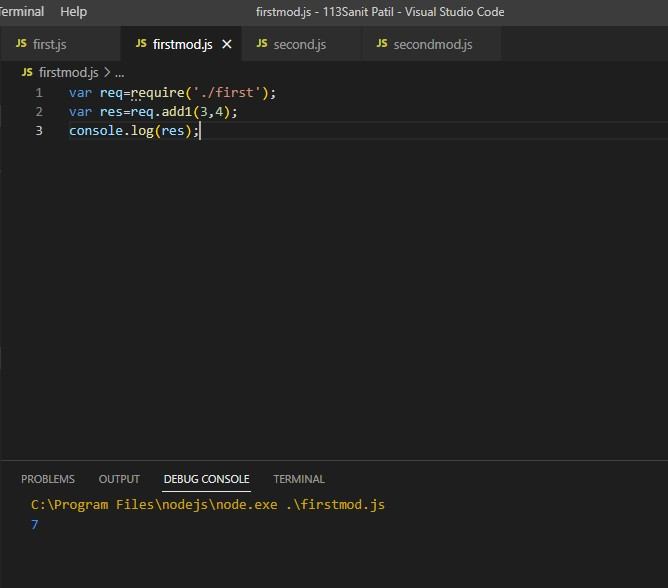 Terminal Help firstmod.js - 113Sanit Patil - Visual Studio Code
JS first.js JS firstmod.js × JS second.js JS secondmod.js
JS firstmod.js > ...
1 var req=require('./first');
2 var res=req.add1(3,4);
3 console.log(res);
PROBLEMS OUTPUT DEBUG CONSOLE TERMINAL
C:\Program Files\nodejs\node.exe .\firstmod.js
7